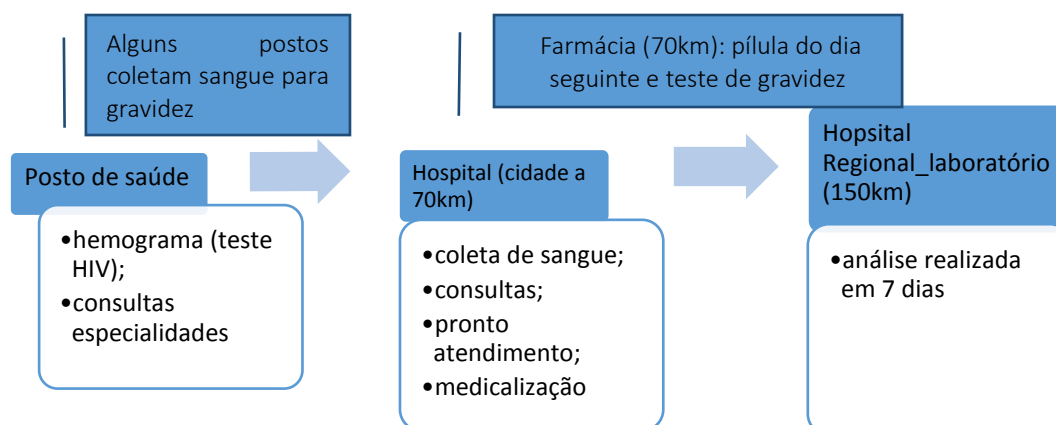 Alguns postos
coletam sangue para
gravidez
Farmácia (70km): pílula do dia
seguinte e teste de gravidez
Posto de saúde
•hemograma (teste
HIV);
•consultas
especialidades
Hospital (cidade a
70km)
•coleta de sangue;
•consultas;
•pronto
atendimento;
•medicalização
Hopsital
Regional_laboratório
(150km)
•análise realizada
em 7 dias